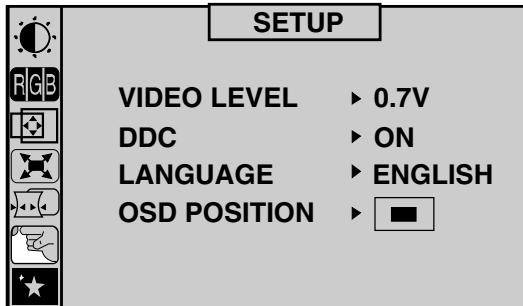 SETUP
RGB
VIDEO LEVEL 0.7V
DDC ON
LANGUAGE ENGLISH
OSD POSITION